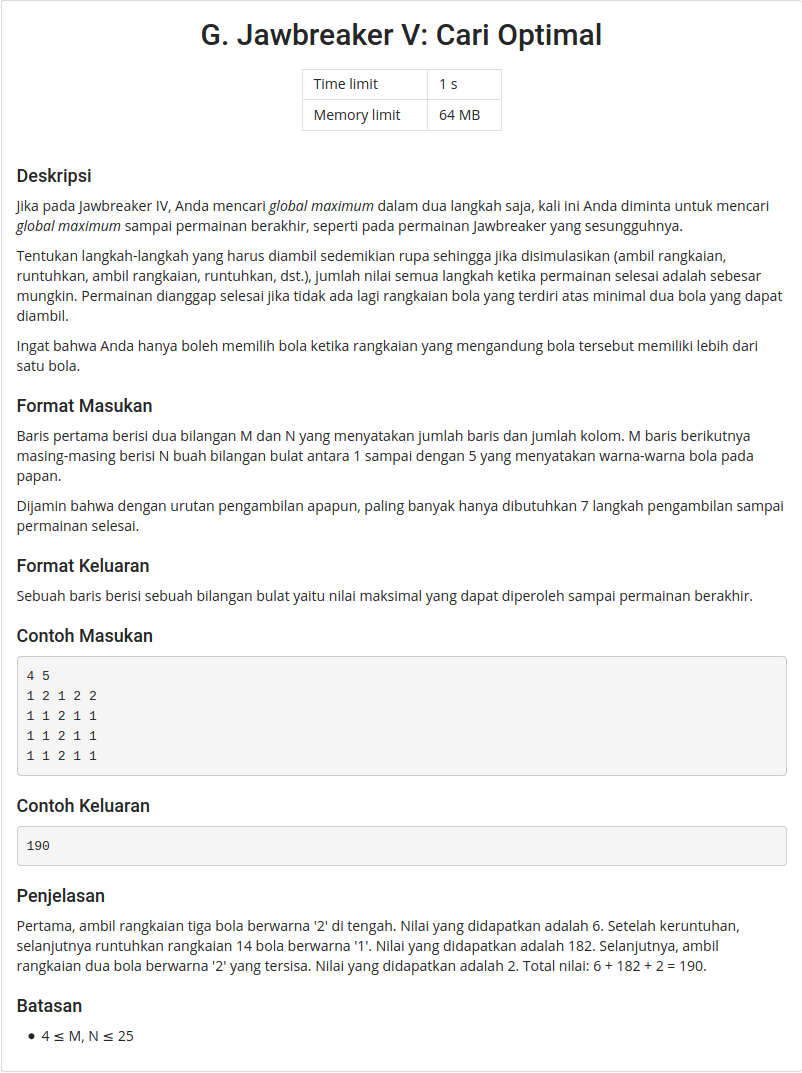 G. Jawbreaker V: Cari Optimal
Time limit 1 s
Memory limit 64 MB
Deskripsi
Jika pada Jawbreaker IV, Anda mencari global maximum dalam dua langkah saja, kali ini Anda diminta untuk mencari
global maximum sampai permainan berakhir, seperti pada permainan Jawbreaker yang sesungguhnya.
Tentukan langkah-langkah yang harus diambil sedemikian rupa sehingga jika disimulasikan (ambil rangkaian,
runtuhkan, ambil rangkaian, runtuhkan, dst.), jumlah nilai semua langkah ketika permainan selesai adalah sebesar
mungkin. Permainan dianggap selesai jika tidak ada lagi rangkaian bola yang terdiri atas minimal dua bola yang dapat
diambil.
Ingat bahwa Anda hanya boleh memilih bola ketika rangkaian yang mengandung bola tersebut memiliki lebih dari
satu bola.
Format Masukan
Baris pertama berisi dua bilangan M dan N yang menyatakan jumlah baris dan jumlah kolom. M baris berikutnya
masing-masing berisi N buah bilangan bulat antara 1 sampai dengan 5 yang menyatakan warna-warna bola pada
papan.
Dijamin bahwa dengan urutan pengambilan apapun, paling banyak hanya dibutuhkan 7 langkah pengambilan sampai
permainan selesai.
Format Keluaran
Sebuah baris berisi sebuah bilangan bulat yaitu nilai maksimal yang dapat diperoleh sampai permainan berakhir.
Contoh Masukan
4 5
1 2 1 2 2
1 1 2 1 1
1 1 2 1 1
1 1 2 1 1
Contoh Keluaran
190
Penjelasan
Pertama, ambil rangkaian tiga bola berwarna '2' di tengah. Nilai yang didapatkan adalah 6. Setelah keruntuhan,
selanjutnya runtuhkan rangkaian 14 bola berwarna '1'. Nilai yang didapatkan adalah 182. Selanjutnya, ambil
rangkaian dua bola berwarna '2' yang tersisa. Nilai yang didapatkan adalah 2. Total nilai: 6 + 182 + 2 = 190.
Batasan
• 4 ≤ M, N ≤ 25